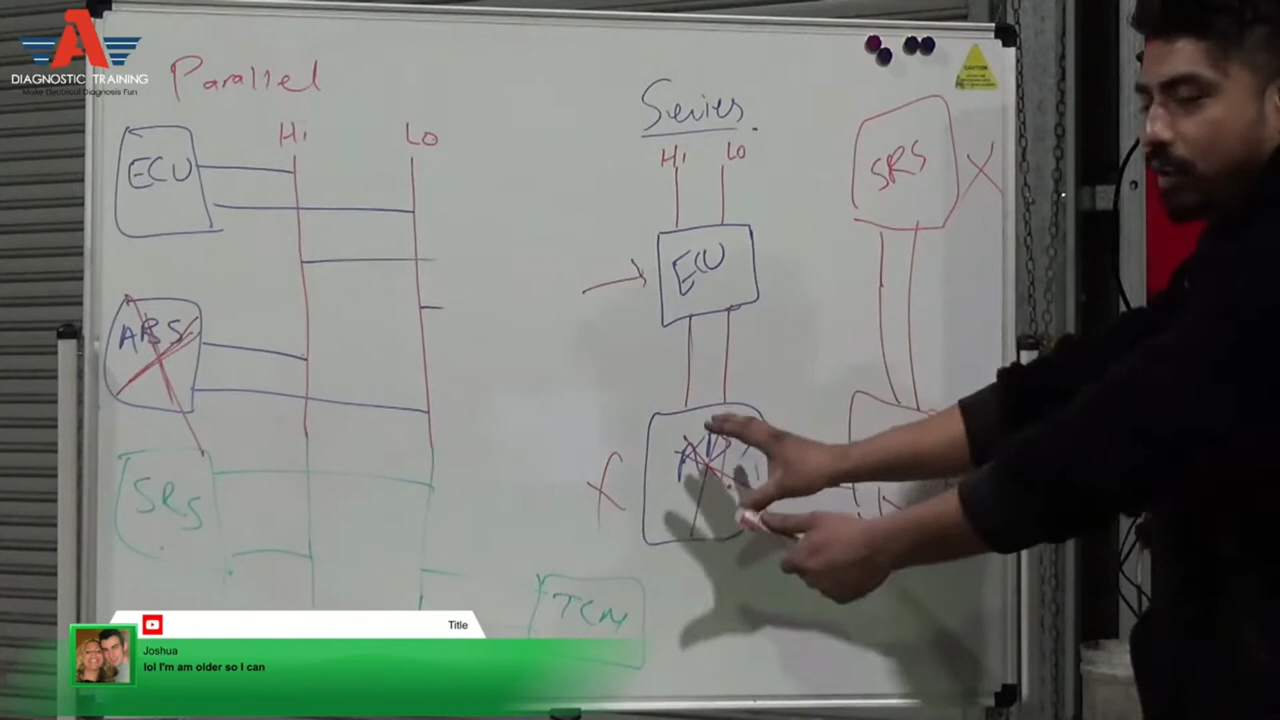 A
DIAGNOSTIC TRAINING
Make Electrical Diagnosis Fun
Parallel
Hi
Lo
ECU
ABS
SRS
Series.
Hi
Lo
ECU
SRS
X
X
CAUTION
TCM
Title
Joshua
lol I'm am older so I can